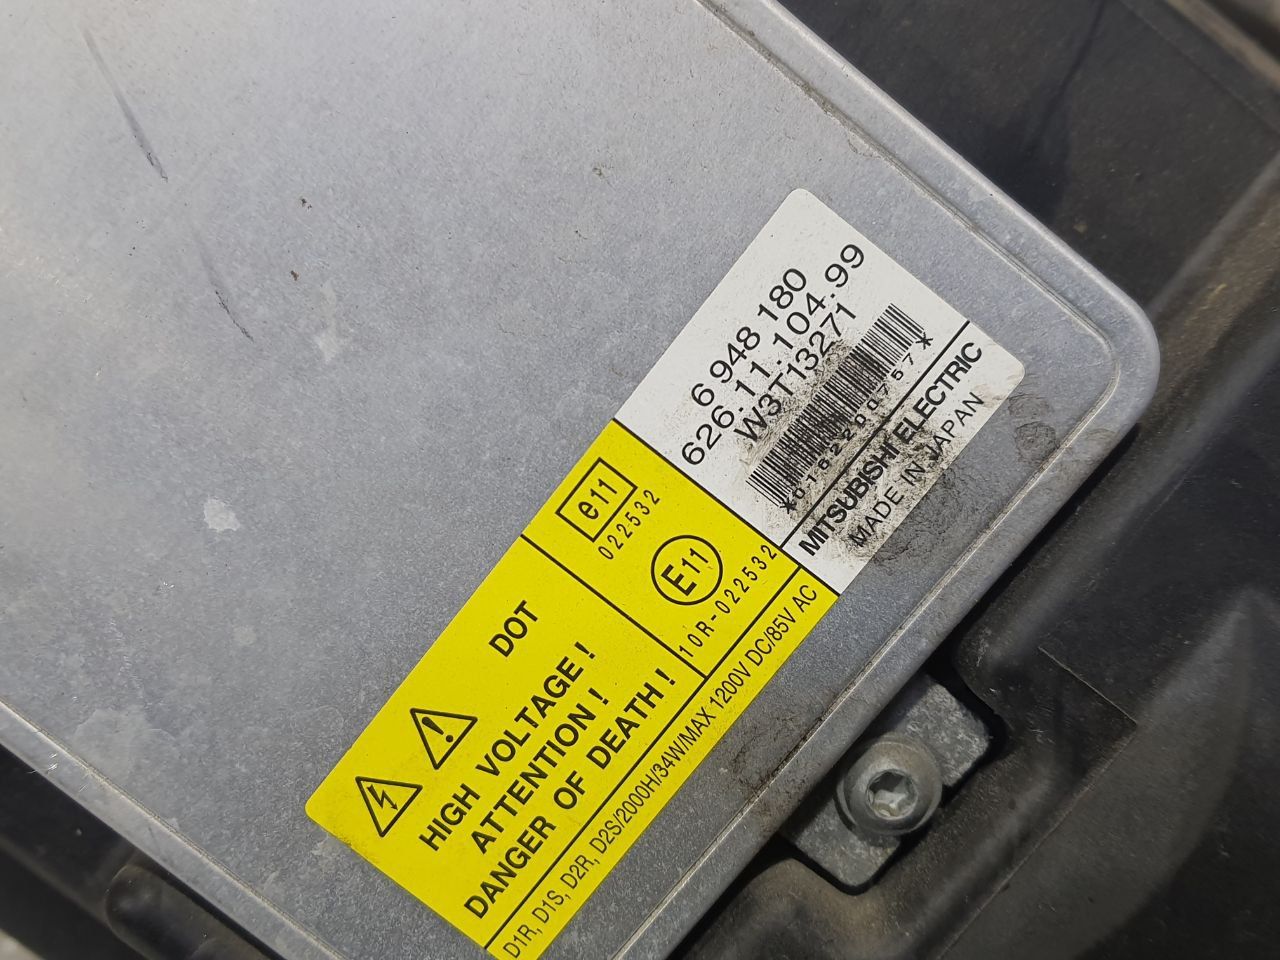 6 948 180
626.11.104.99
W3T13271
*0162200757*
MITSUBISHI ELECTRIC
MADE IN JAPAN
e11
022532
E11
10R-022532
DOT
HIGH VOLTAGE !
ATTENTION !
DANGER OF DEATH !
D1R, D1S, D2R, D2S/2000H/34W/MAX 1200V DC/85V AC